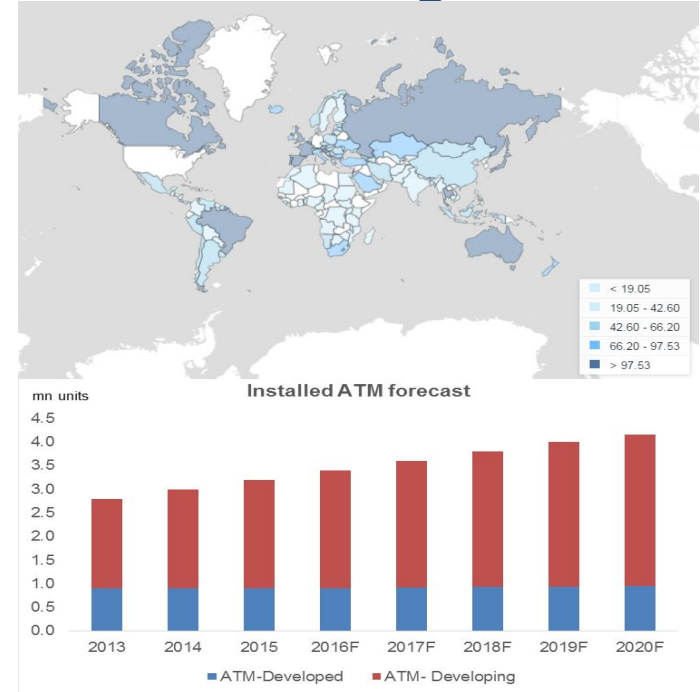 < 19.05
19.05 - 42.60
42.60 - 66.20
66.20 - 97.53
> 97.53
mn units
Installed ATM forecast
4.5
4.0
3.5
3.0
2.5
2.0
1.5
1.0
0.5
0.0
2013 2014 2015 2016F 2017F 2018F 2019F 2020F
ATM-Developed ATM- Developing